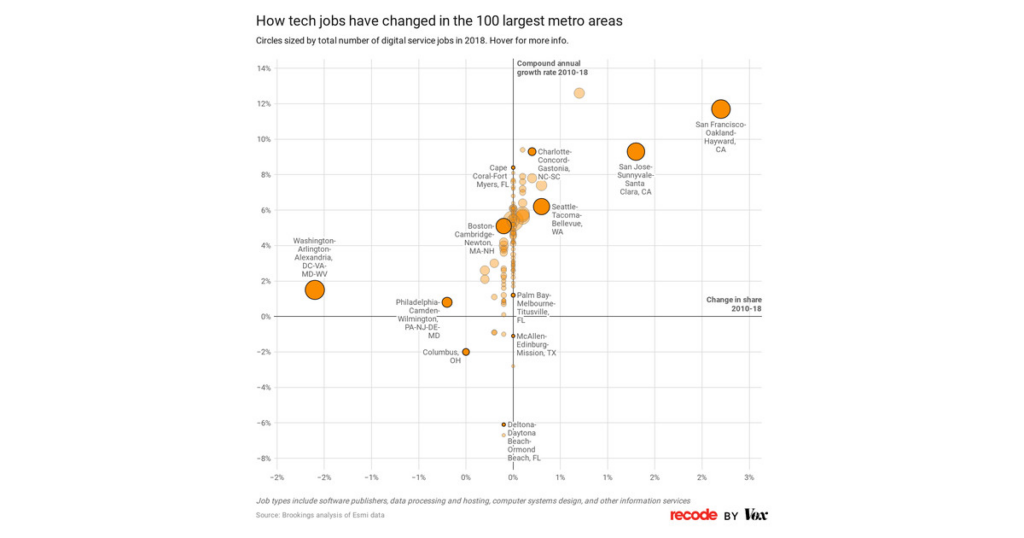 How tech jobs have changed in the 100 largest metro areas
Circles sized by total number of digital service jobs in 2018. Hover for more info.
Compound annual
growth rate 2010-18
14%
12%
10%
8%
6%
4%
2%
0%
−2%
−4%
−6%
−8%
San Francisco-
Oakland-
Hayward,
CA
Charlotte-
Concord-
Gastonia,
NC-SC
San Jose-
Sunnyvale-
Santa
Clara, CA
Cape
Coral-Fort
Myers, FL
Seattle-
Tacoma-
Bellevue,
WA
Boston-
Cambridge-
Newton,
MA-NH
Washington-
Arlington-
Alexandria,
DC-VA-
MD-WV
Philadelphia-
Camden-
Wilmington,
PA-NJ-DE-
MD
Palm Bay-
Melbourne-
Titusville,
FL
Change in share
2010-18
McAllen-
Edinburg-
Mission, TX
Columbus,
OH
Deltona-
Daytona
Beach-
Ormond
Beach, FL
−2%
−2%
−1%
−1%
0%
0%
1%
1%
2%
2%
3%
Job types include software publishers, data processing and hosting, computer systems design, and other information services
Source: Brookings analysis of Esmi data
recode BY Vox